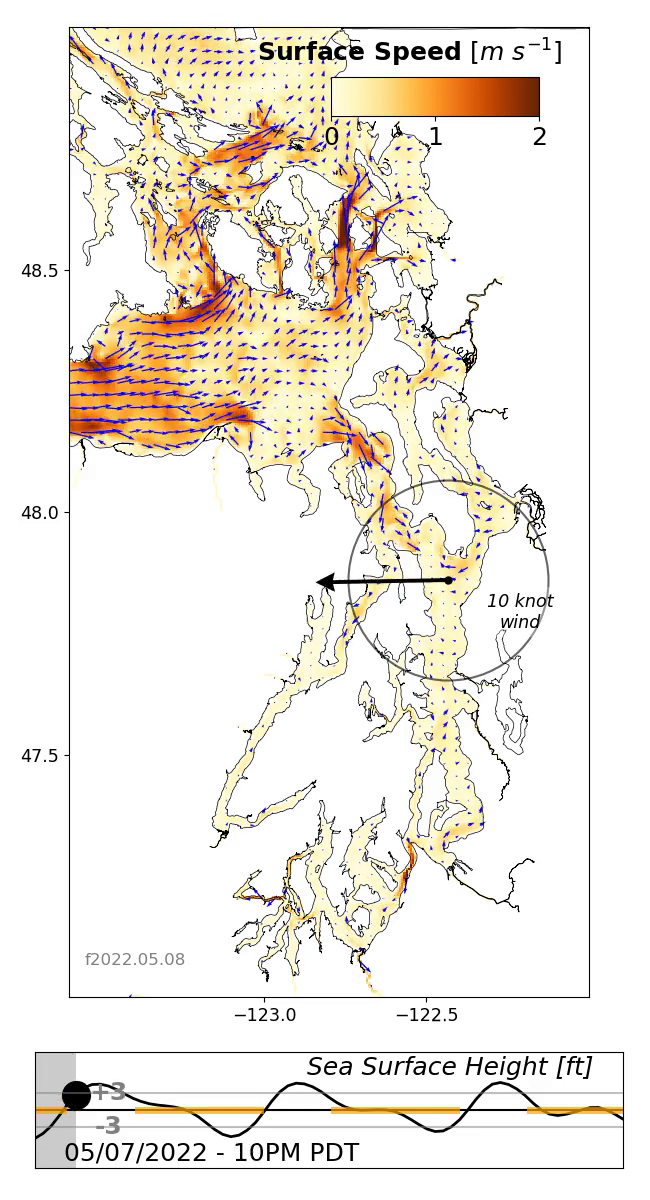 Surface Speed [m s⁻¹]
0 1 2
48.5
48.0
10 knot
wind
47.5
f2022.05.08
−123.0 −122.5
Sea Surface Height [ft]
+3
-3
05/07/2022 - 10PM PDT